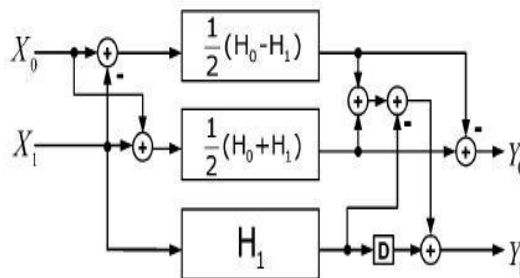 X₀
X₁
1/2 (H₀-H₁)
1/2 (H₀+H₁)
H₁
D
+
+
+
+
+
+
-
-
-
Y
Y